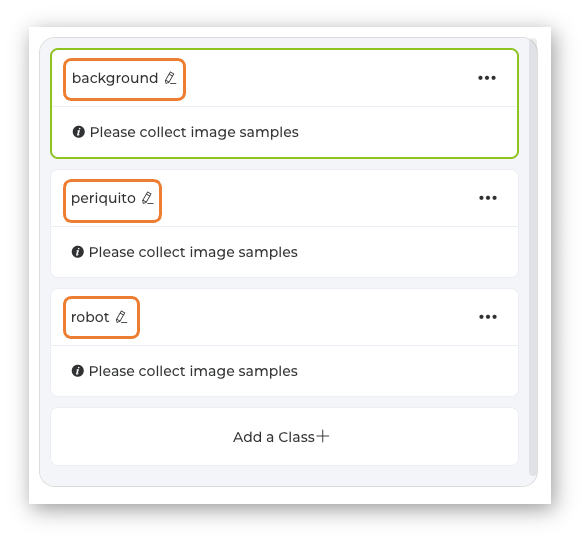 background
Please collect image samples
periquito
Please collect image samples
robot
Please collect image samples
Add a Class+